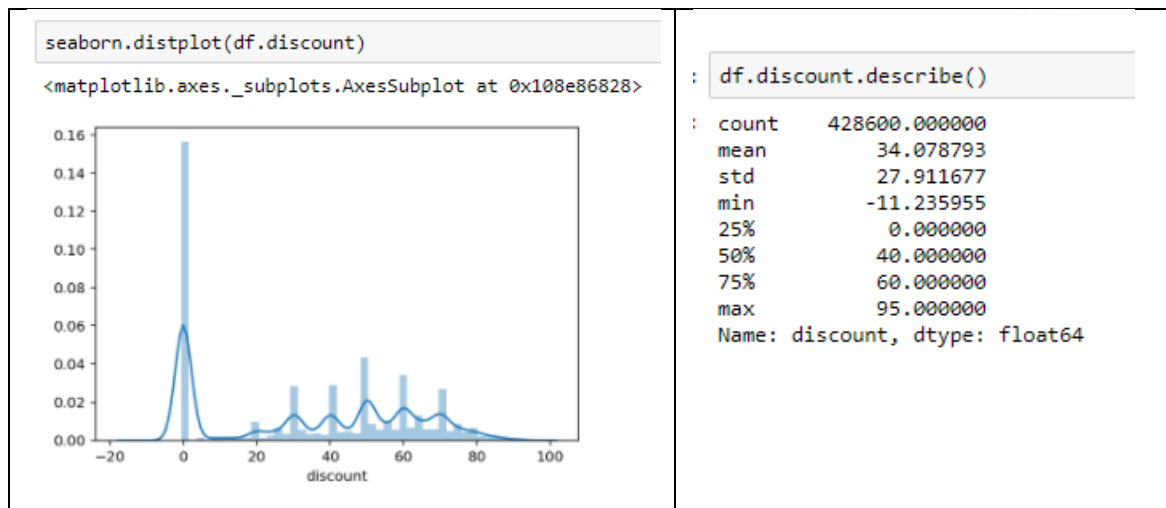 seaborn.distplot(df.discount)
<matplotlib.axes._subplots.AxesSubplot at 0x108e86828>
0.16
0.14
0.12
0.10
0.08
0.06
0.04
0.02
0.00
−20 0 20 40 60 80 100
discount
: df.discount.describe()
: count 428600.000000
mean 34.078793
std 27.911677
min -11.235955
25% 0.000000
50% 40.000000
75% 60.000000
max 95.000000
Name: discount, dtype: float64